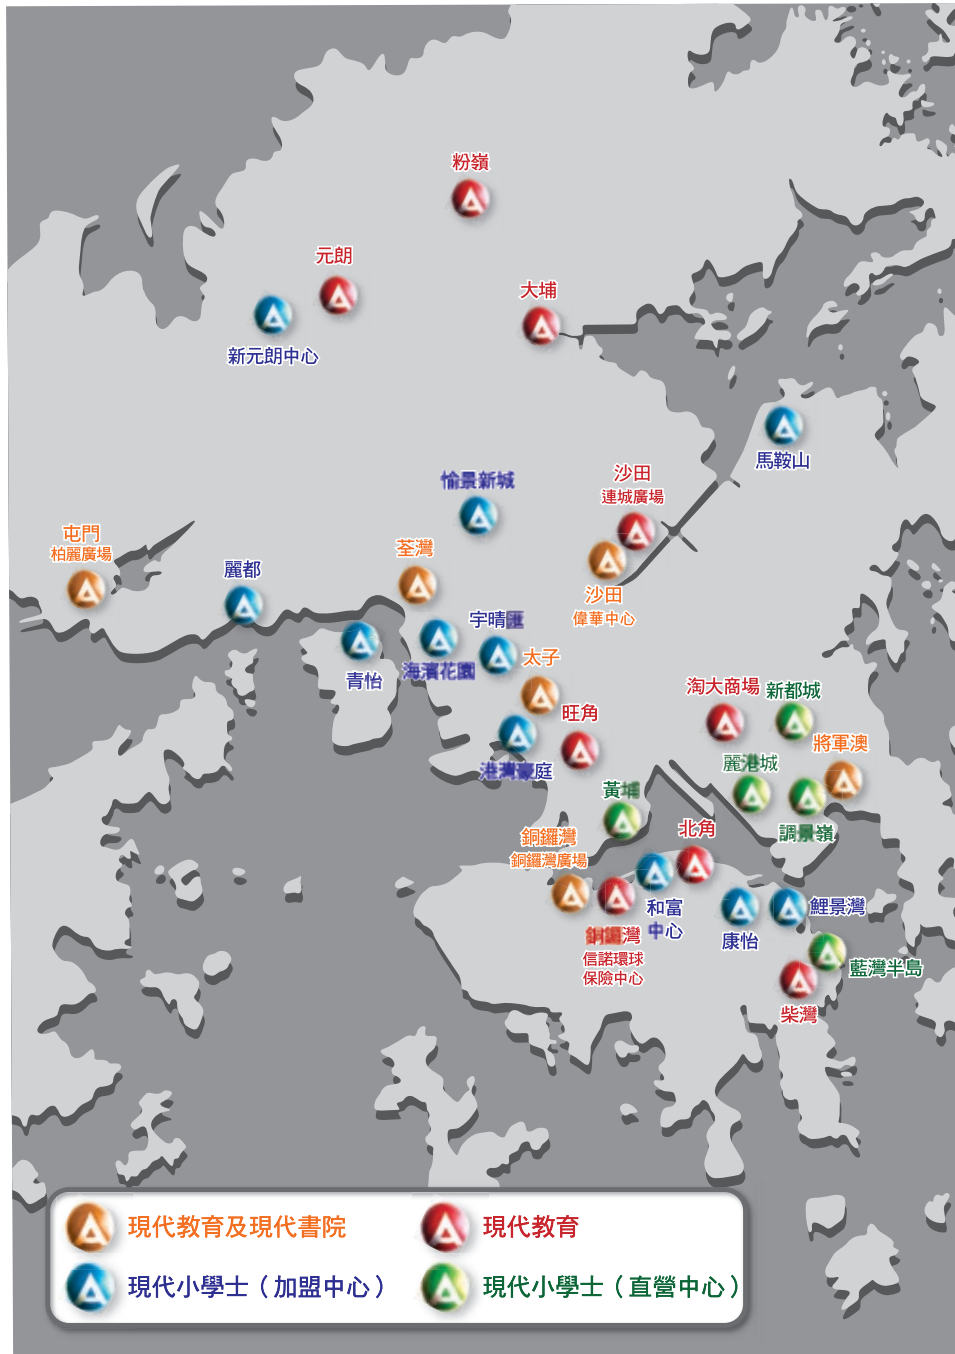 粉嶺
元朗
大埔
新元朗中心
馬鞍山
沙田
連城廣場
愉景新城
屯門
柏麗廣場
荃灣
麗都
沙田
偉華中心
宇晴匯
海濱花園
青怡
太子
淘大商場
新都城
旺角
將軍澳
麗港城
港灣豪庭
黃埔
調景嶺
北角
銅鑼灣
銅鑼灣廣場
和富
中心
鯉景灣
銅鑼灣
信諾環球
保險中心
康怡
藍灣半島
柴灣
現代教育及現代書院
現代教育
現代小學士（加盟中心）
現代小學士（直營中心）